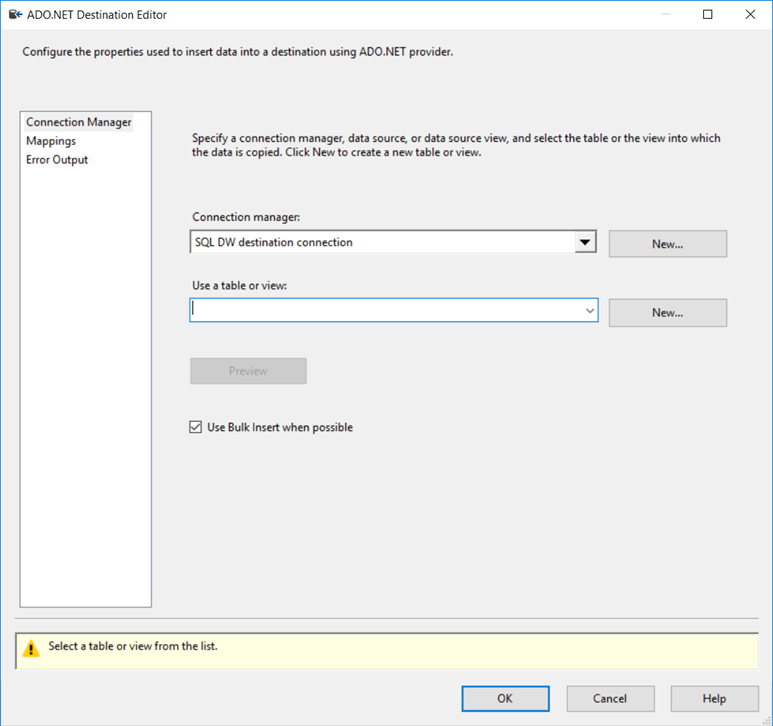 ADO.NET Destination Editor
Configure the properties used to insert data into a destination using ADO.NET provider.
Connection Manager
Mappings
Error Output
Specify a connection manager, data source, or data source view, and select the table or the view into which
the data is copied. Click New to create a new table or view.
Connection manager:
SQL DW destination connection
New...
Use a table or view:
New...
Preview
Use Bulk Insert when possible
Select a table or view from the list.
OK
Cancel
Help